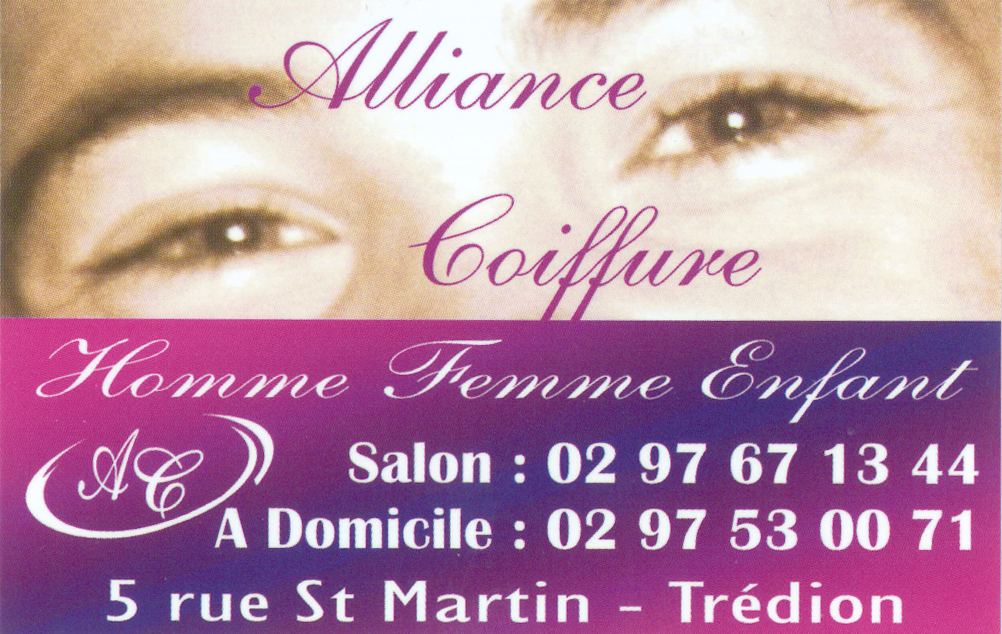 Alliance
Coiffure
Homme Femme Enfant
AC
Salon : 02 97 67 13 44
A Domicile : 02 97 53 00 71
5 rue St Martin – Trédion